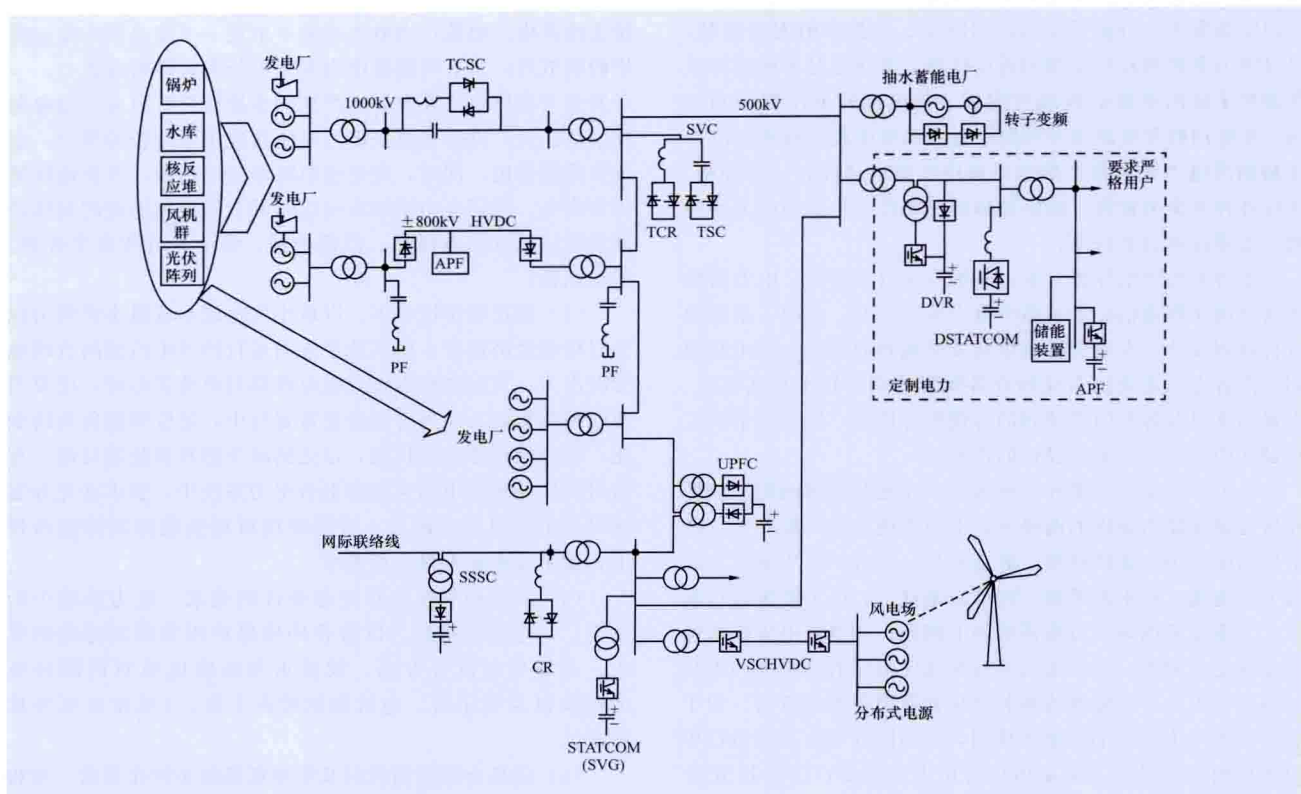 锅炉
水库
核反
应堆
风机
群
光伏
阵列
发电厂
1000kV
TCSC
500kV
抽水蓄能电厂
转子变频
SVC
TCR
TSC
发电厂
±800kV HVDC
APF
PF
PF
要求严
格用户
DVR
DSTATCOM
储能
装置
APF
定制电力
发电厂
UPFC
网际联络线
SSSC
CR
STATCOM
(SVG)
VSCHVDC
风电场
分布式电源